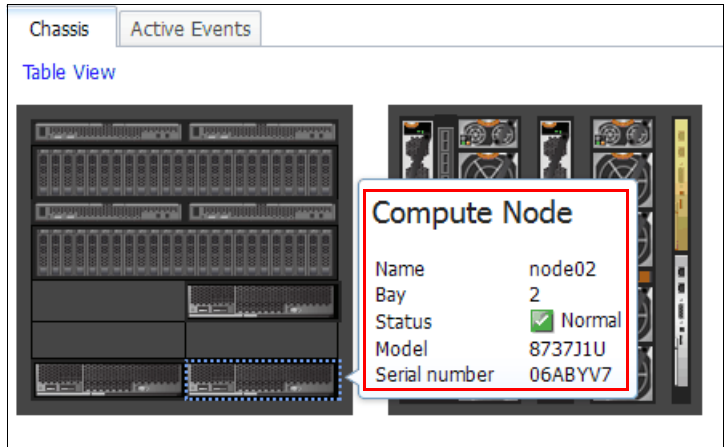 Chassis
Active Events
Table View
Compute Node
Name node02
Bay 2
Status Normal
Model 8737J1U
Serial number 06ABYV7